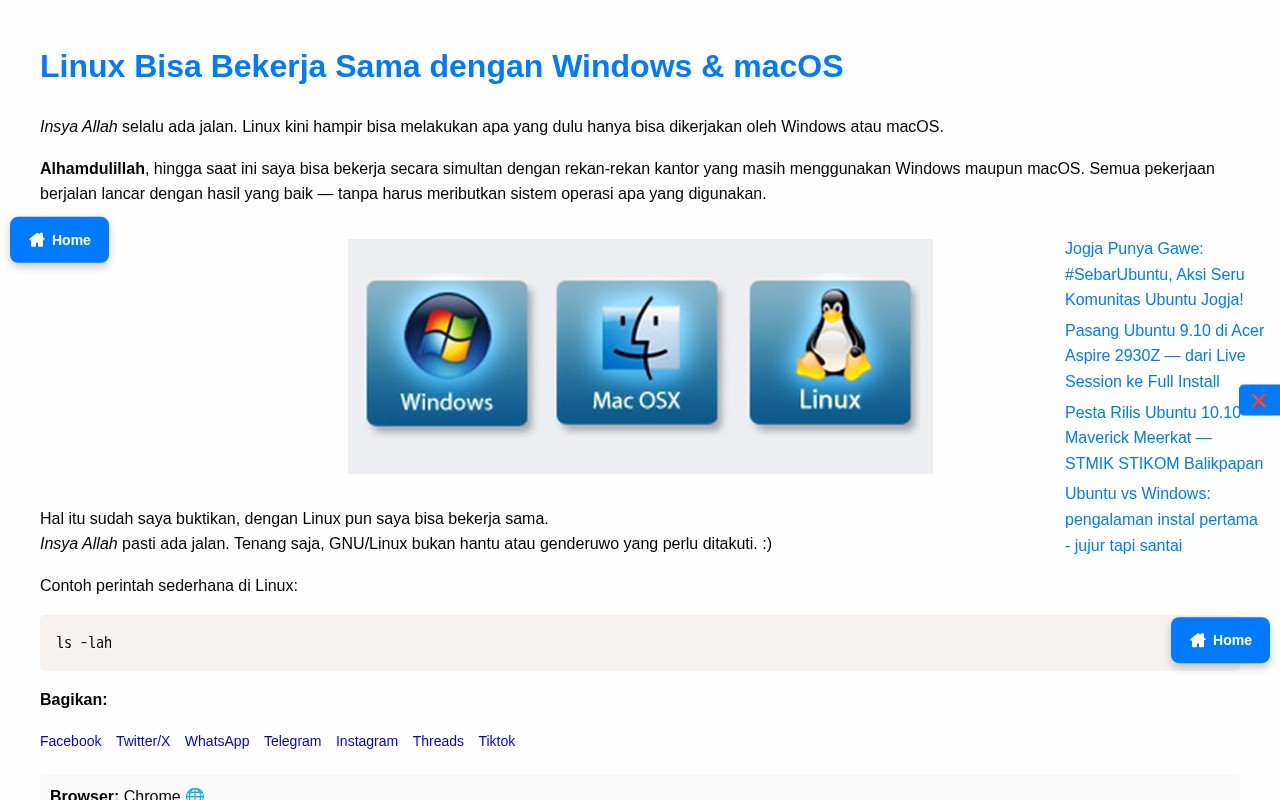 Linux Bisa Bekerja Sama dengan Windows & macOS
Insya Allah selalu ada jalan. Linux kini hampir bisa melakukan apa yang dulu hanya bisa dikerjakan oleh Windows atau macOS.
Alhamdulillah, hingga saat ini saya bisa bekerja secara simultan dengan rekan-rekan kantor yang masih menggunakan Windows maupun macOS. Semua pekerjaan
berjalan lancar dengan hasil yang baik — tanpa harus meributkan sistem operasi apa yang digunakan.
Home
Windows
Mac OSX
Linux
Jogja Punya Gawe:
#SebarUbuntu, Aksi Seru
Komunitas Ubuntu Jogja!
Pasang Ubuntu 9.10 di Acer
Aspire 2930Z — dari Live
Session ke Full Install
Pesta Rilis Ubuntu 10.10
Maverick Meerkat —
STMIK STIKOM Balikpapan
Ubuntu vs Windows:
pengalaman instal pertama
- jujur tapi santai
Hal itu sudah saya buktikan, dengan Linux pun saya bisa bekerja sama.
Insya Allah pasti ada jalan. Tenang saja, GNU/Linux bukan hantu atau genderuwo yang perlu ditakuti. :)
Contoh perintah sederhana di Linux:
ls -lah
Home
Bagikan:
Facebook Twitter/X WhatsApp Telegram Instagram Threads Tiktok
Browser: Chrome 🌐